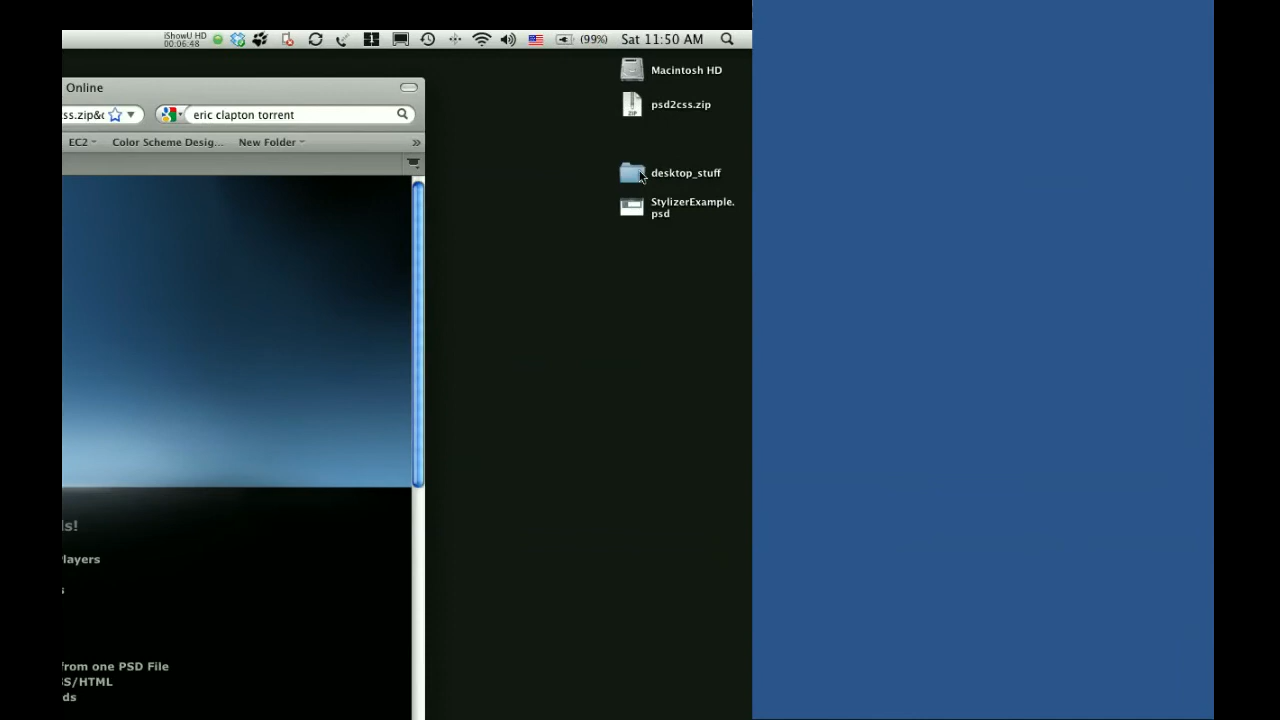 iShowU HD
00:06:48
(99%)
Sat 11:50 AM
Macintosh HD
psd2css.zip
desktop_stuff
StylizerExample.
psd
Online
ss.zip&c
eric clapton torrent
EC2
Color Scheme Desig...
New Folder
»
ls!
layers
s
from one PSD File
SS/HTML
ds